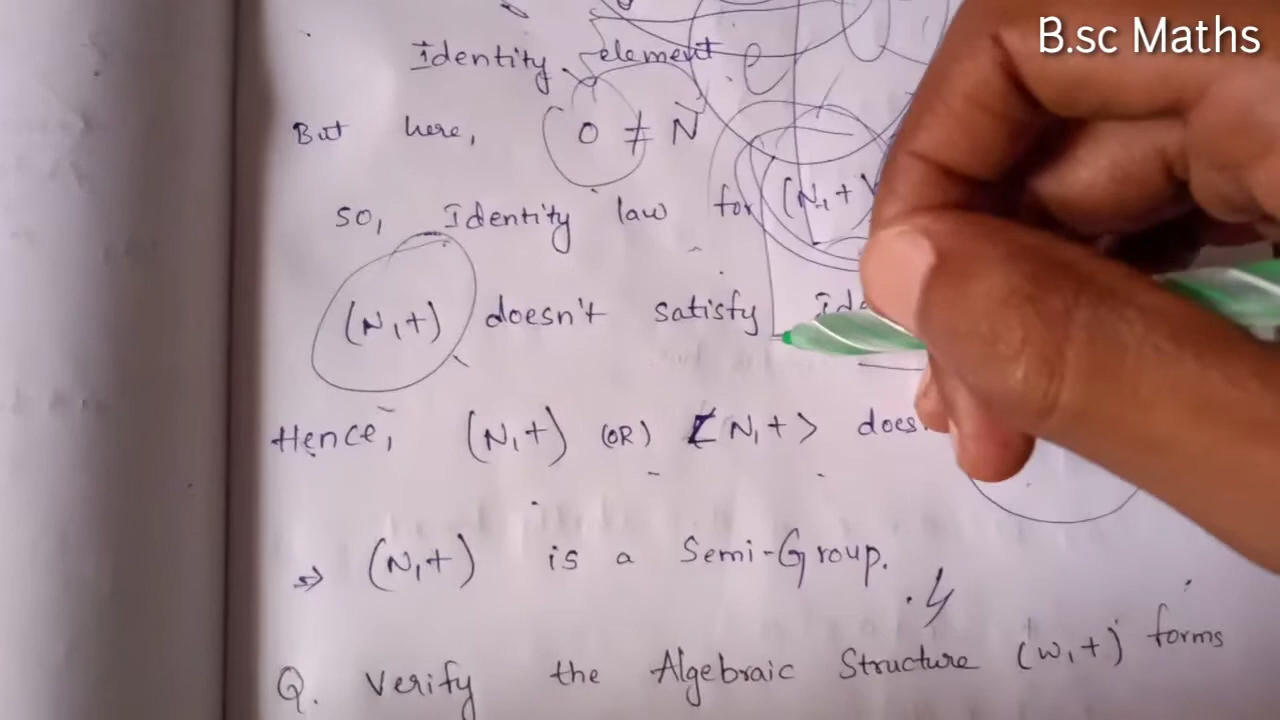 B.sc Maths
Identity element
But here, 0 ≠ N
so, Identity law for (N,+)
(N,+) doesn't satisfy
Hence, (N,+) (OR) < N,+ >
⇒ (N,+) is a Semi-Group.
Q. Verify the Algebraic Structure (W,+) forms